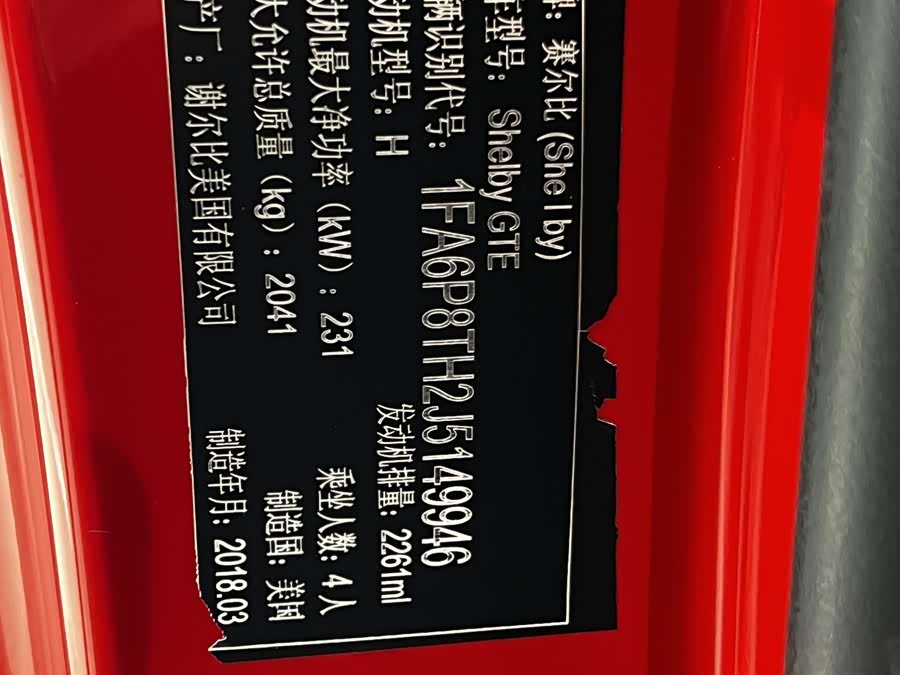 牌: 赛尔比 (Shelby)
车型号: Shelby GTE
辆识别代号: 1FA6P8TH2J5149946
动机型号: H 发动机排量: 2261ml
动机最大净功率 (kW) : 231 乘坐人数: 4人
大允许总质量 (kg) : 2041 制造国: 美国
产厂: 谢尔比美国有限公司 制造年月: 2018.03